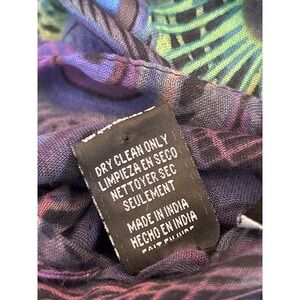 DRY CLEAN ONLY
LIMPIEZA EN SECO
NETTOYER SEC
SEULEMENT
MADE IN INDIA
HECHO EN INDIA